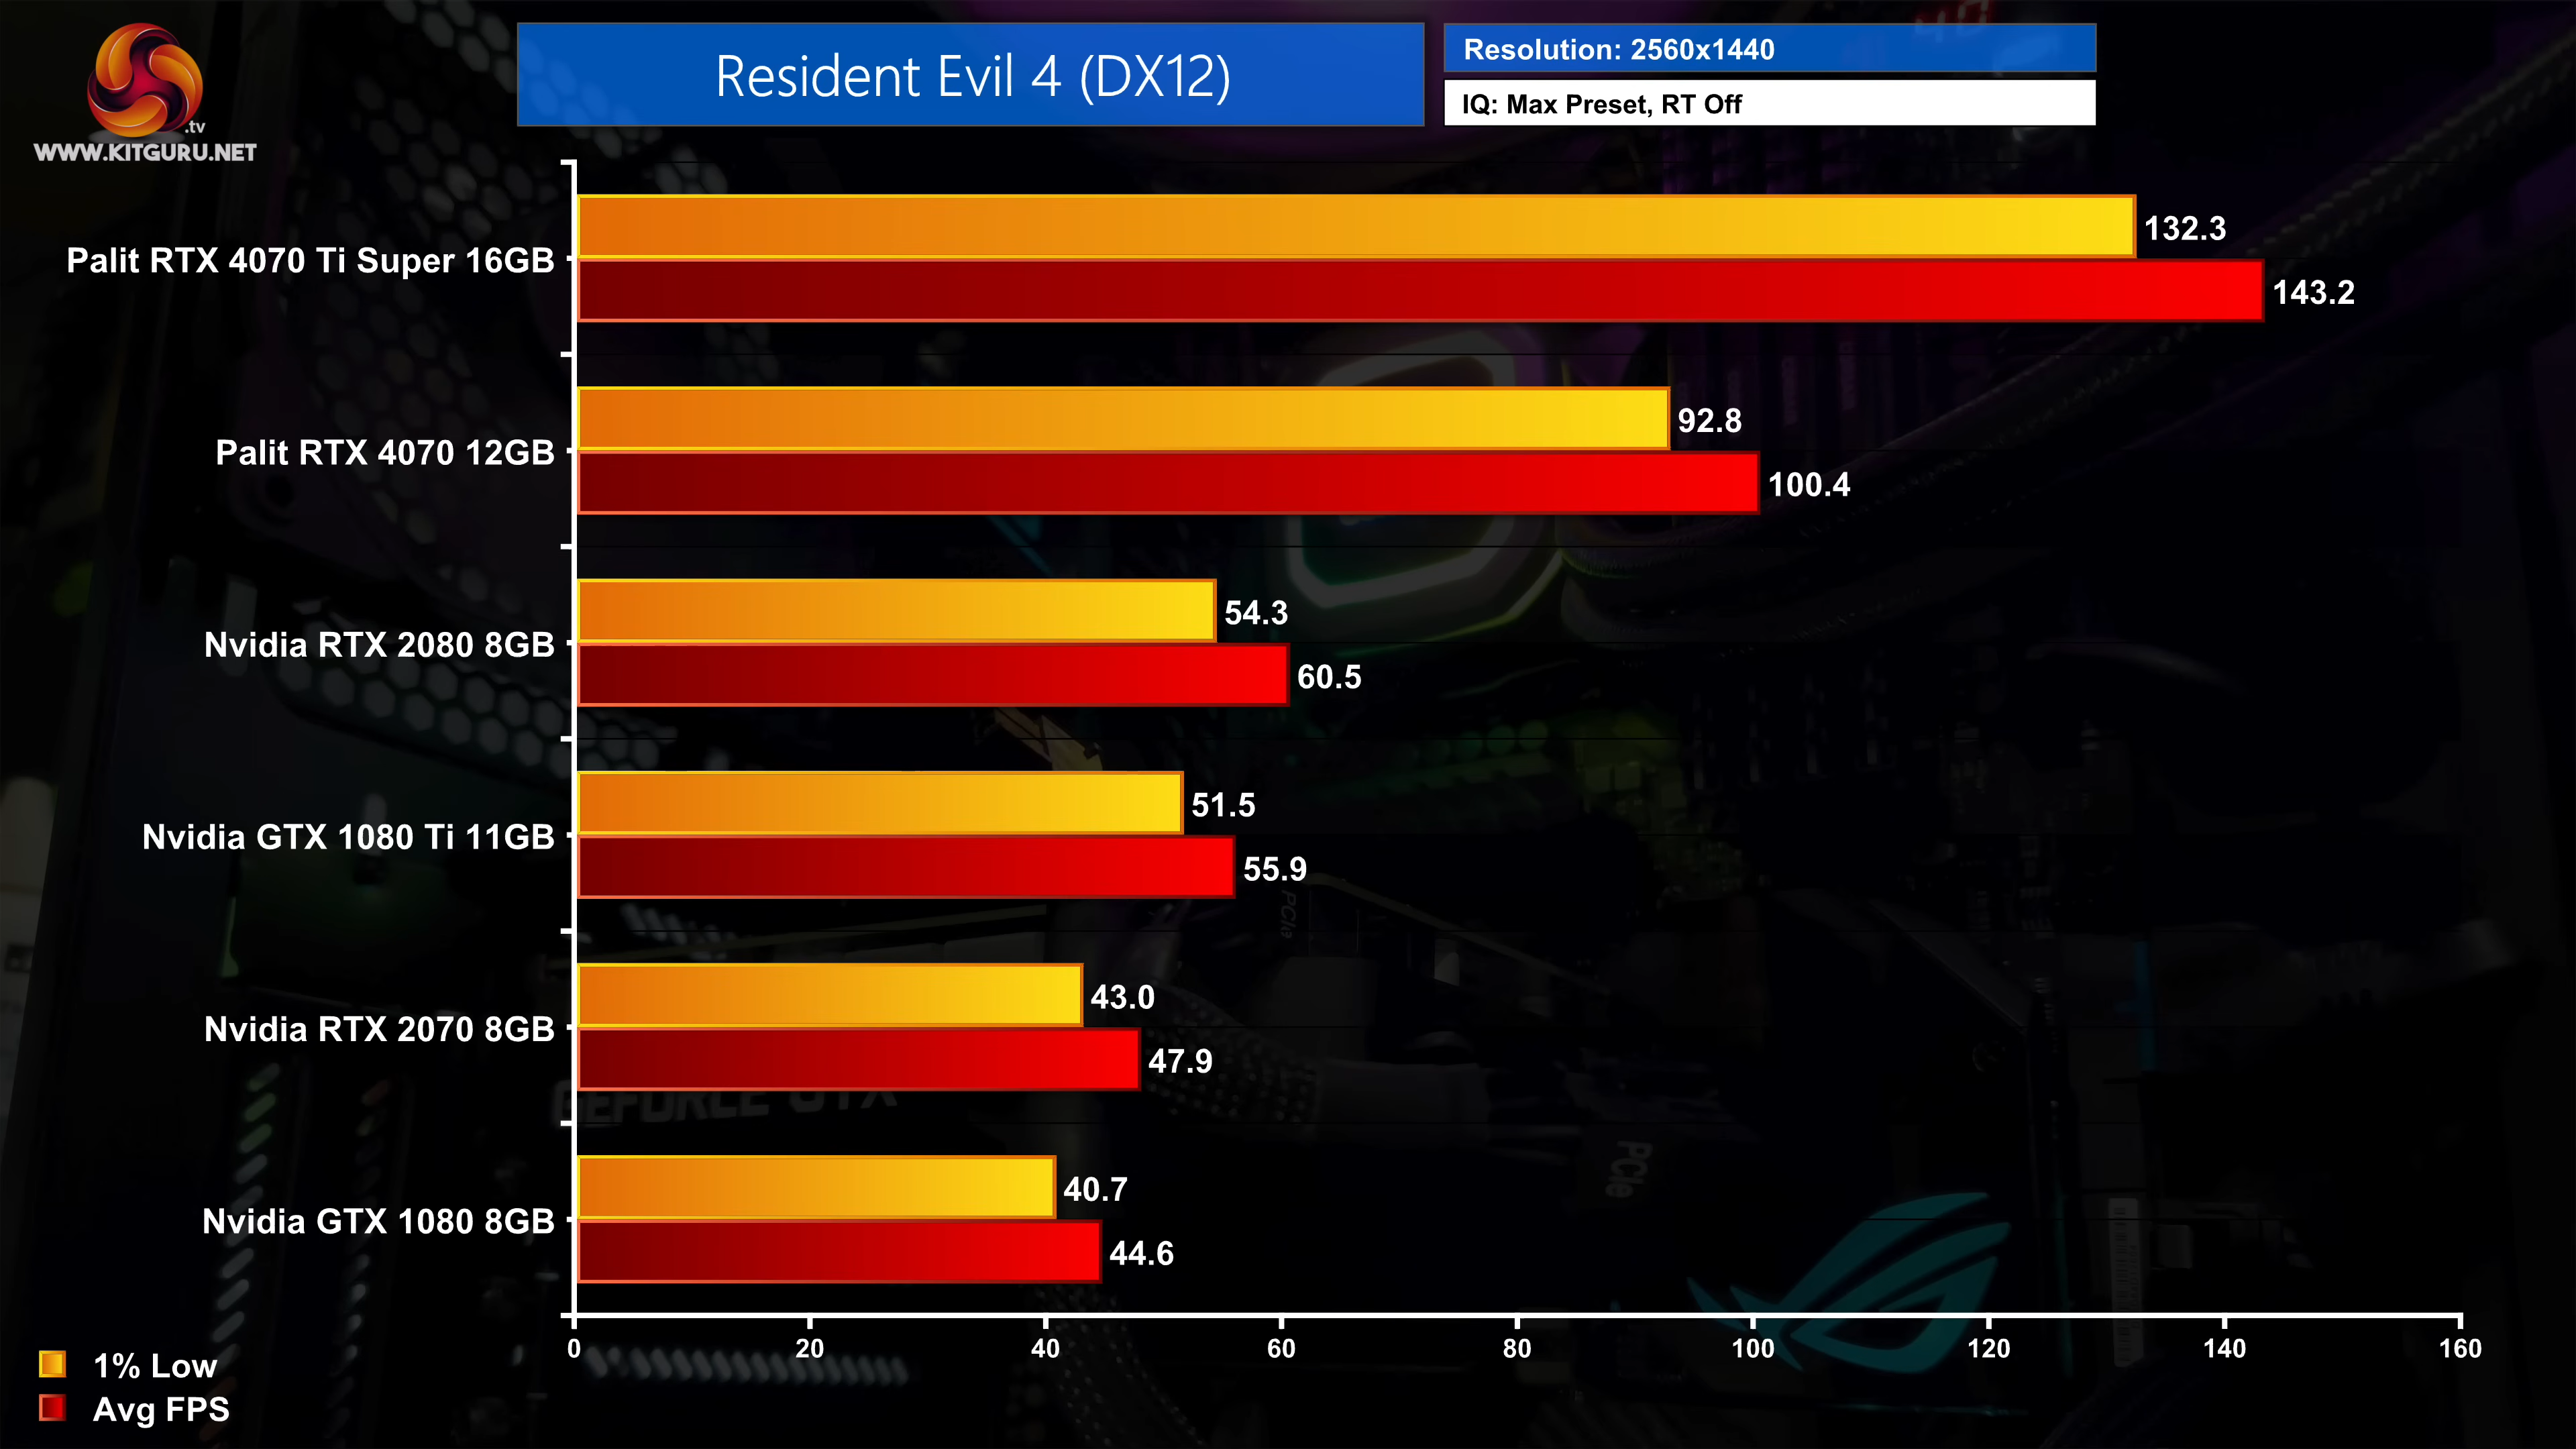 .tv
WWW.KITGURU.NET
Resident Evil 4 (DX12)
Resolution: 2560x1440
IQ: Max Preset, RT Off
Palit RTX 4070 Ti Super 16GB
132.3
143.2
Palit RTX 4070 12GB
92.8
100.4
Nvidia RTX 2080 8GB
54.3
60.5
Nvidia GTX 1080 Ti 11GB
51.5
55.9
PCIe
Nvidia RTX 2070 8GB
43.0
47.9
GEFORCE GTX
PCIe
Nvidia GTX 1080 8GB
40.7
44.6
0 20 40 60 80 100 120 140 160
1% Low
Avg FPS